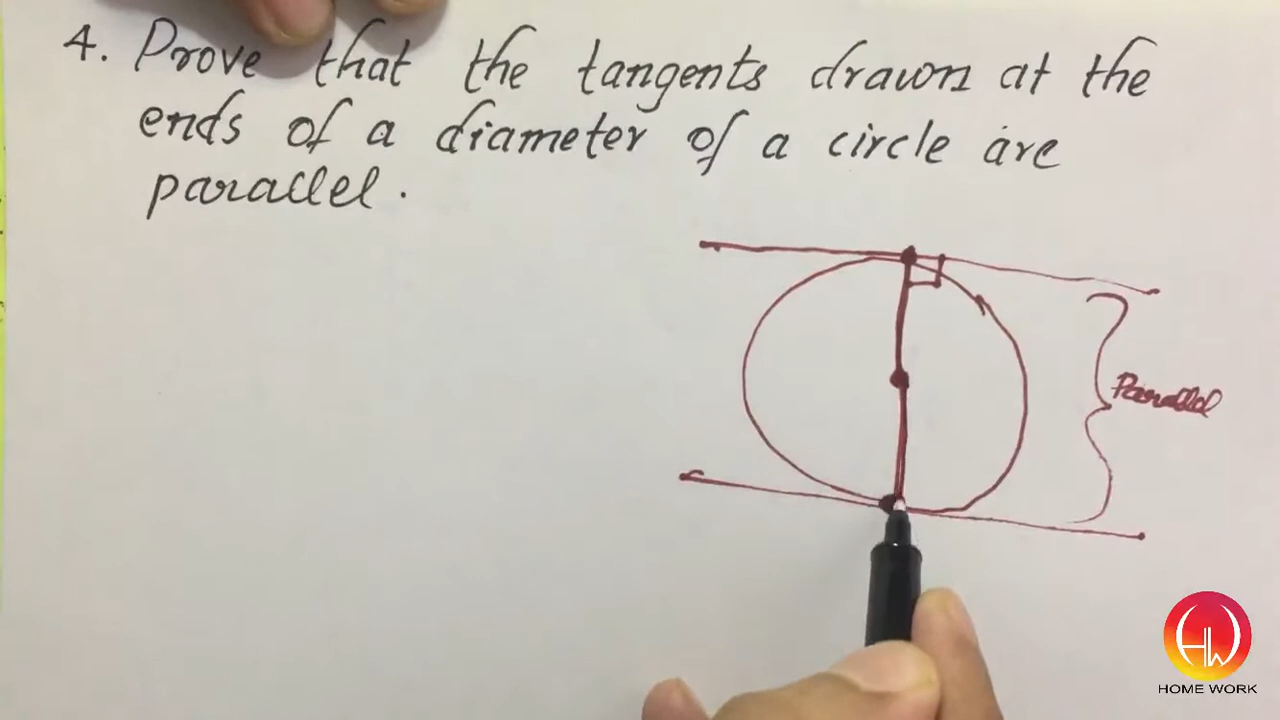 4. Prove that the tangents drawn at the
ends of a diameter of a circle are
parallel.
Parallel
HOME WORK